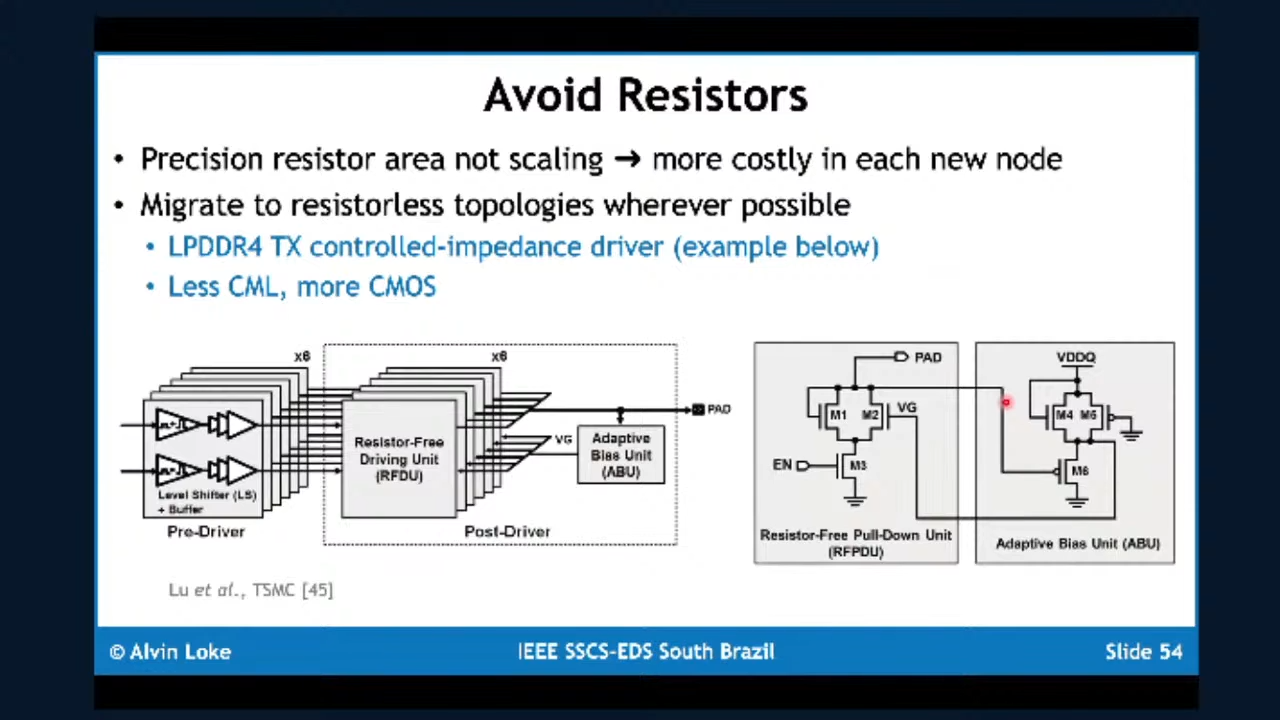 Avoid Resistors
• Precision resistor area not scaling → more costly in each new node
• Migrate to resistorless topologies wherever possible
• LPDDR4 TX controlled-impedance driver (example below)
• Less CML, more CMOS
x6
x6
Level Shifter (LS)
+ Buffer
Pre-Driver
Resistor-Free
Driving Unit
(RFDU)
Post-Driver
VG
Adaptive
Bias Unit
(ABU)
PAD
PAD
M1 M2 VG
EN M3
Resistor-Free Pull-Down Unit
(RFPDU)
VDDQ
M4 M5
M6
Adaptive Bias Unit (ABU)
Lu et al., TSMC [45]
© Alvin Loke
IEEE SSCS-EDS South Brazil
Slide 54